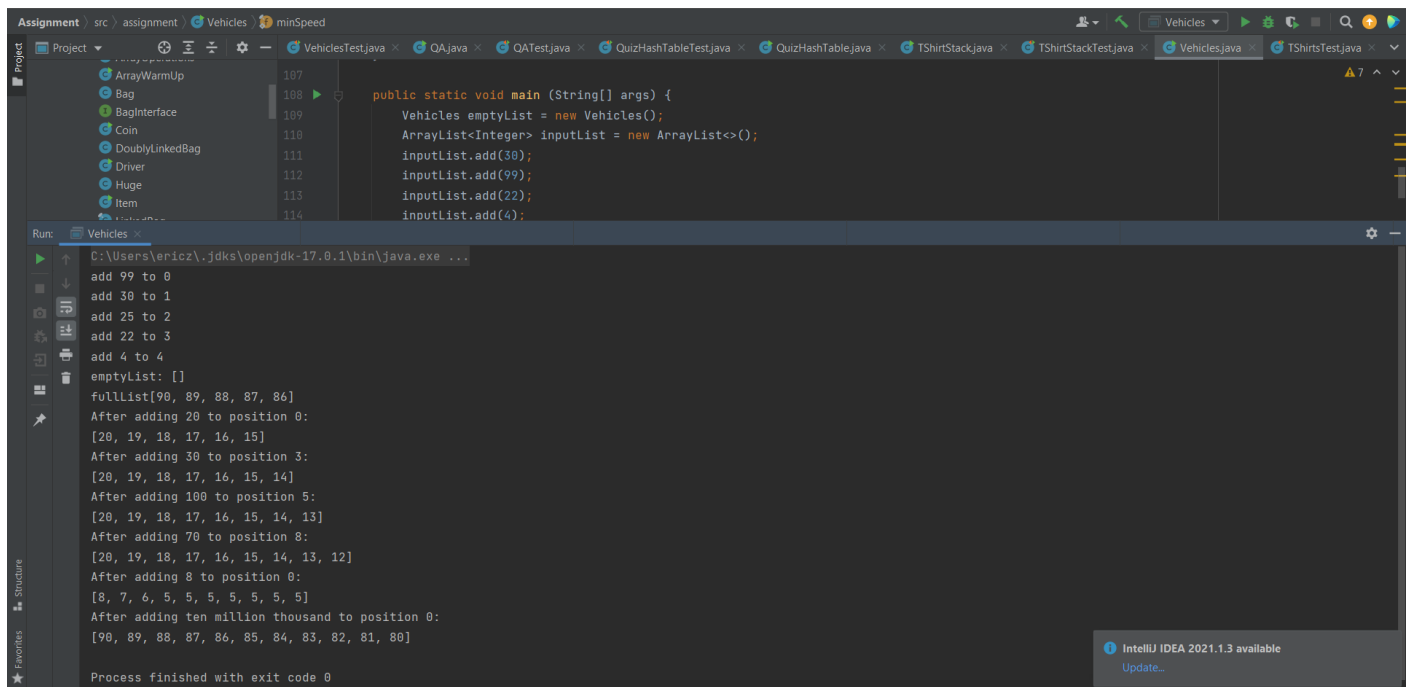 Assignment › src › assignment › Vehicles › minSpeed
Vehicles
Project
VehiclesTest.java × QA.java × QATest.java × QuizHashTableTest.java × QuizHashTable.java × TShirtStack.java × TShirtStackTest.java × Vehicles.java × TShirtsTest.java ×
Project
ArrayWarmUp
Bag
BagInterface
Coin
DoublyLinkedBag
Driver
Huge
Item
7
107
108 public static void main (String[] args) {
109 Vehicles emptyList = new Vehicles();
110 ArrayList<Integer> inputList = new ArrayList<>();
111 inputList.add(30);
112 inputList.add(99);
113 inputList.add(22);
114 inputList.add(4);
Run: Vehicles ×
C:\Users\ericz\.jdks\openjdk-17.0.1\bin\java.exe ...
add 99 to 0
add 30 to 1
add 25 to 2
add 22 to 3
add 4 to 4
emptyList: []
fullList[90, 89, 88, 87, 86]
After adding 20 to position 0:
[20, 19, 18, 17, 16, 15]
After adding 30 to position 3:
[20, 19, 18, 17, 16, 15, 14]
After adding 100 to position 5:
[20, 19, 18, 17, 16, 15, 14, 13]
After adding 70 to position 8:
[20, 19, 18, 17, 16, 15, 14, 13, 12]
After adding 8 to position 0:
[8, 7, 6, 5, 5, 5, 5, 5, 5, 5]
After adding ten million thousand to position 0:
[90, 89, 88, 87, 86, 85, 84, 83, 82, 81, 80]
Process finished with exit code 0
Structure
Favorites
IntelliJ IDEA 2021.1.3 available
Update...